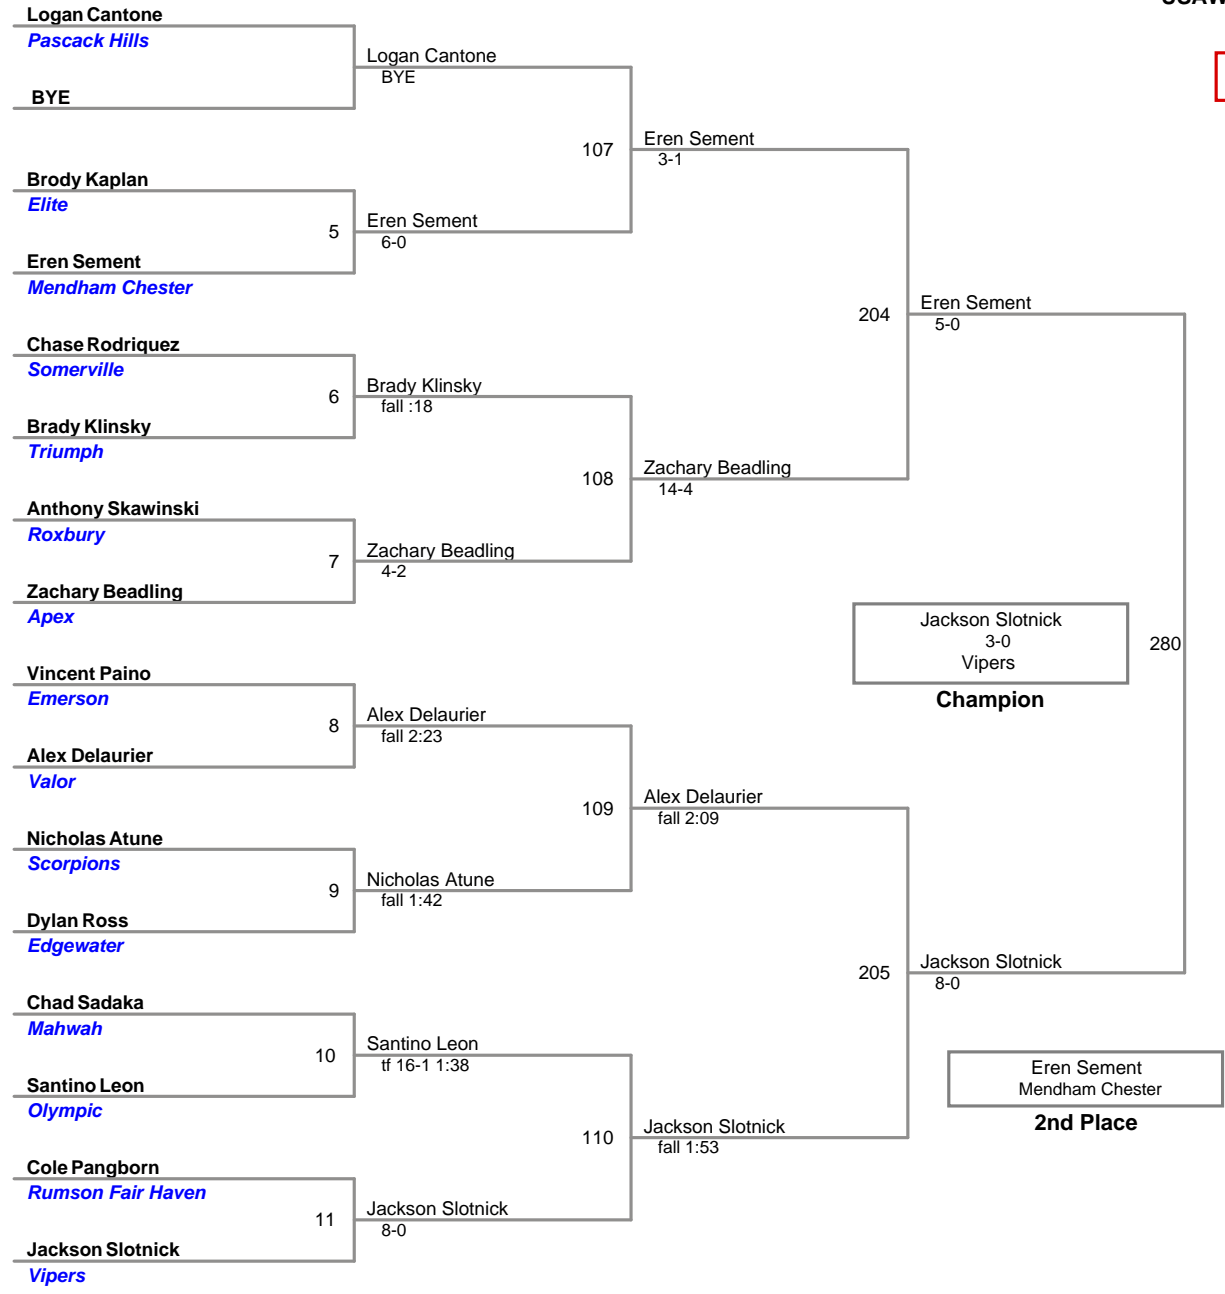 Logan Cantone
Pascack Hills
BYE
Brody Kaplan
Elite
5
Eren Sement
Mendham Chester
Chase Rodriquez
Somerville
6
Brady Klinsky
Triumph
Anthony Skawinski
Roxbury
7
Zachary Beadling
Apex
Vincent Paino
Emerson
8
Alex Delaurier
Valor
Nicholas Atune
Scorpions
9
Dylan Ross
Edgewater
Chad Sadaka
Mahwah
10
Santino Leon
Olympic
Cole Pangborn
Rumson Fair Haven
11
Jackson Slotnick
Vipers
Logan Cantone
BYE
107
Eren Sement
6-0
Brady Klinsky
fall :18
108
Zachary Beadling
4-2
Alex Delaurier
fall 2:23
109
Nicholas Atune
fall 1:42
Santino Leon
tf 16-1 1:38
110
Jackson Slotnick
8-0
Eren Sement
3-1
204
Zachary Beadling
14-4
Alex Delaurier
fall 2:09
205
Jackson Slotnick
fall 1:53
Eren Sement
5-0
280
Jackson Slotnick
8-0
Jackson Slotnick
3-0
Vipers
Champion
Eren Sement
Mendham Chester
2nd Place